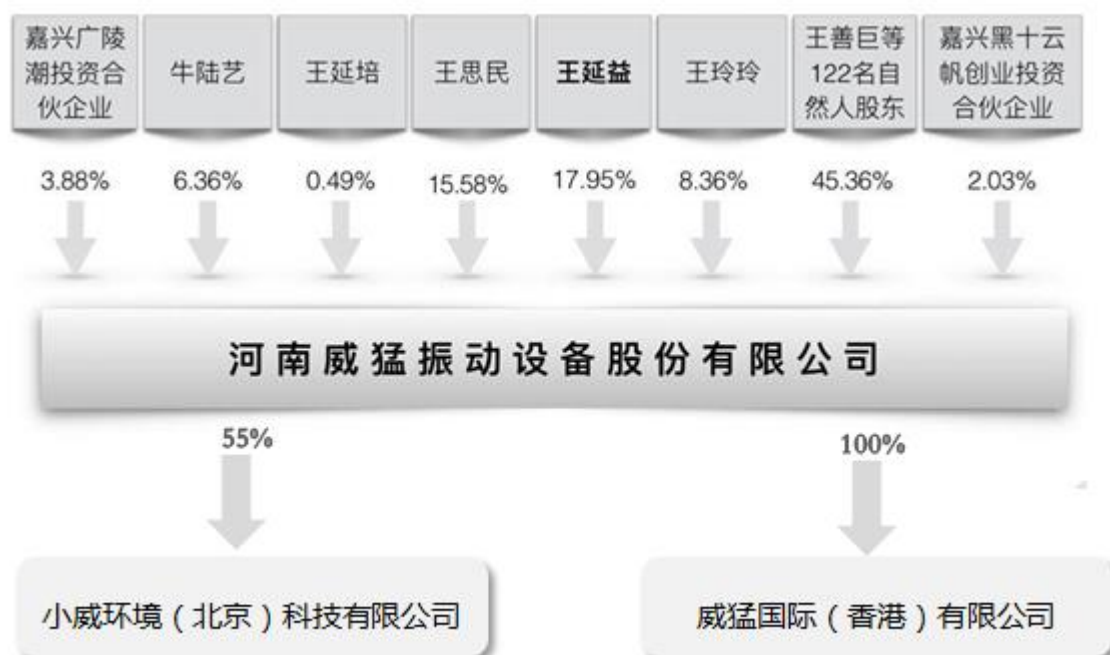 嘉兴广陵
潮投资合
伙企业
牛陆艺
王延培
王思民
王延益
王玲玲
王善巨等
122名自
然人股东
嘉兴黑十云
帆创业投资
合伙企业
3.88%
6.36%
0.49%
15.58%
17.95%
8.36%
45.36%
2.03%
河南威猛振动设备股份有限公司
55%
100%
小威环境（北京）科技有限公司
威猛国际（香港）有限公司